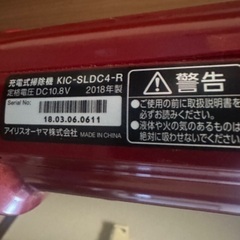 充電式掃除機 KIC-SLDC4-R
定格電圧 DC10.8V 2018年製
Serial No:
18.03.06.0611
アイリスオーヤマ株式会社
警告
●ご使用の前に取扱説明書を
必ずお読みください。
●液体や火の気のあるものは
絶対に吸わせないでください。